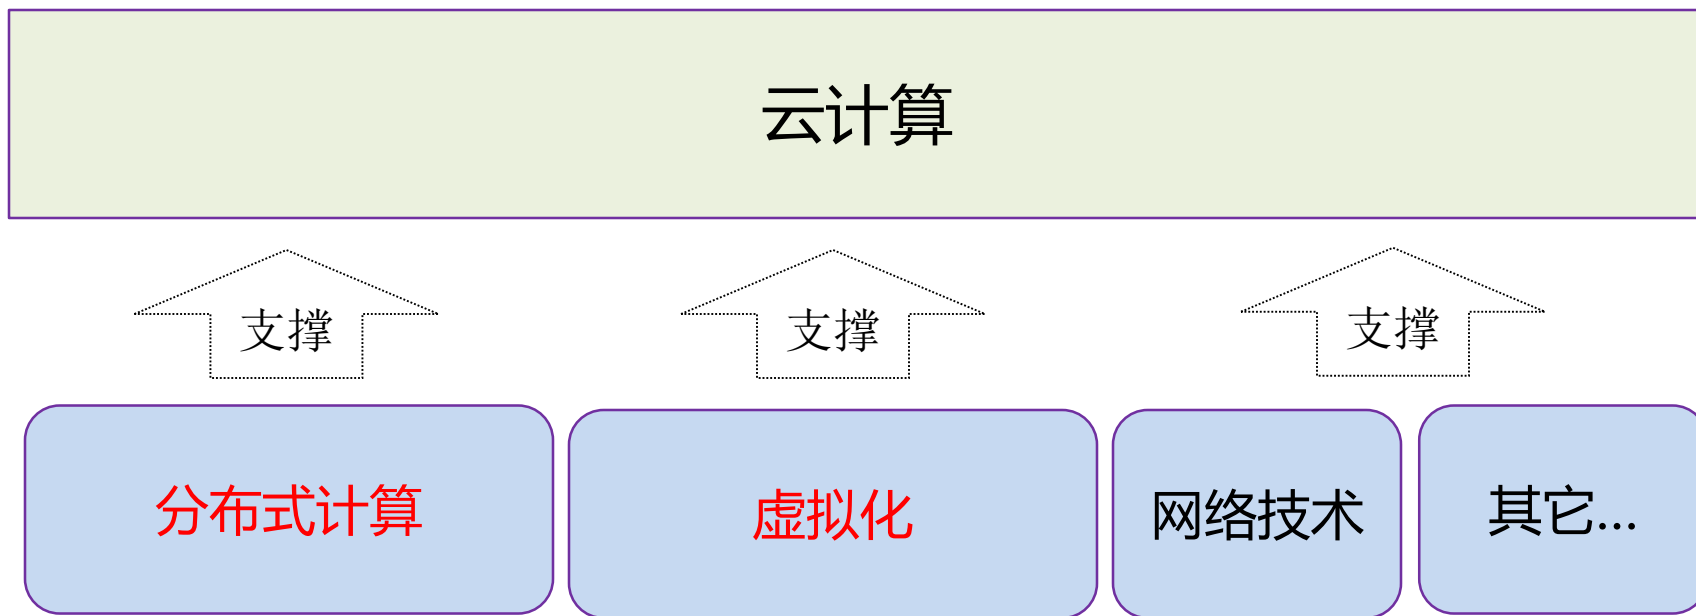 云计算
支撑
支撑
支撑
分布式计算
虚拟化
网络技术
其它...